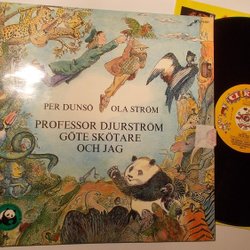 PER DUNSÖ OLA STRÖM
PROFESSOR DJURSTRÖM
GÖTE SKÖTARE
OCH JAG